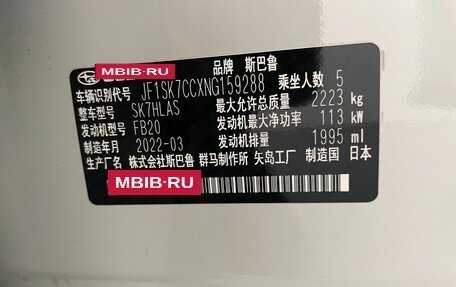 MBIB-RU
品牌 斯巴鲁
车辆识别代号 JF1SK7CCXNG159288 乘坐人数 5
整车型号 SK7HLAS 最大允许总质量 2223 kg
发动机型号 FB20 发动机最大净功率 113 kW
制造年月 2022-03 发动机排量 1995 ml
生产厂名 株式会社斯巴鲁 群马制作所 矢岛工厂 制造国 日本
MBIB-RU